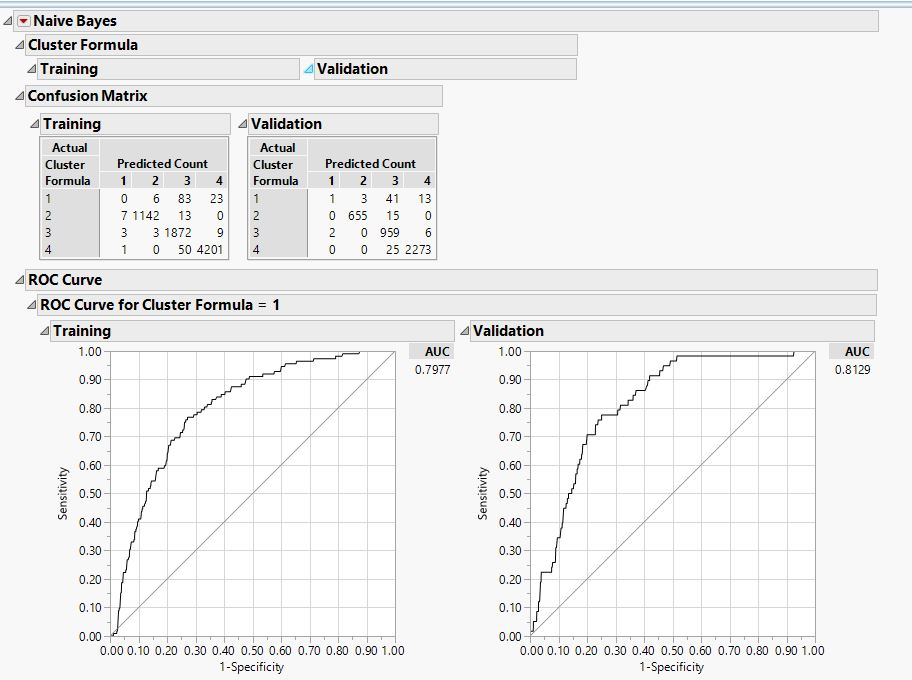 Naive Bayes
Cluster Formula
Training Validation
Confusion Matrix
Training Validation
Actual Actual
Cluster Predicted Count Cluster Predicted Count
Formula 1 2 3 4 Formula 1 2 3 4
1 0 6 83 23 1 1 3 41 13
2 7 1142 13 0 2 0 655 15 0
3 3 3 1872 9 3 2 0 959 6
4 1 0 50 4201 4 0 0 25 2273
ROC Curve
ROC Curve for Cluster Formula = 1
Training Validation
1.00 AUC 1.00 AUC
0.7977 0.8129
0.90 0.90
0.80 0.80
0.70 0.70
0.60 0.60
0.50 0.50
0.40 0.40
0.30 0.30
0.20 0.20
0.10 0.10
0.00 0.00
Sensitivity Sensitivity
0.00 0.10 0.20 0.30 0.40 0.50 0.60 0.70 0.80 0.90 1.00 0.00 0.10 0.20 0.30 0.40 0.50 0.60 0.70 0.80 0.90 1.00
1-Specificity 1-Specificity